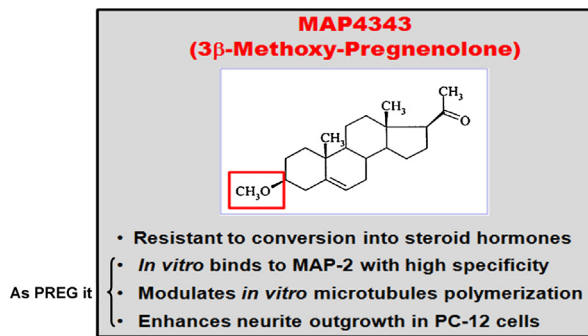 MAP4343
(3β-Methoxy-Pregnenolone)
CH₃
CH₃
O
CH₃
CH₃O
• Resistant to conversion into steroid hormones
• In vitro binds to MAP-2 with high specificity
As PREG it
• Modulates in vitro microtubules polymerization
• Enhances neurite outgrowth in PC-12 cells